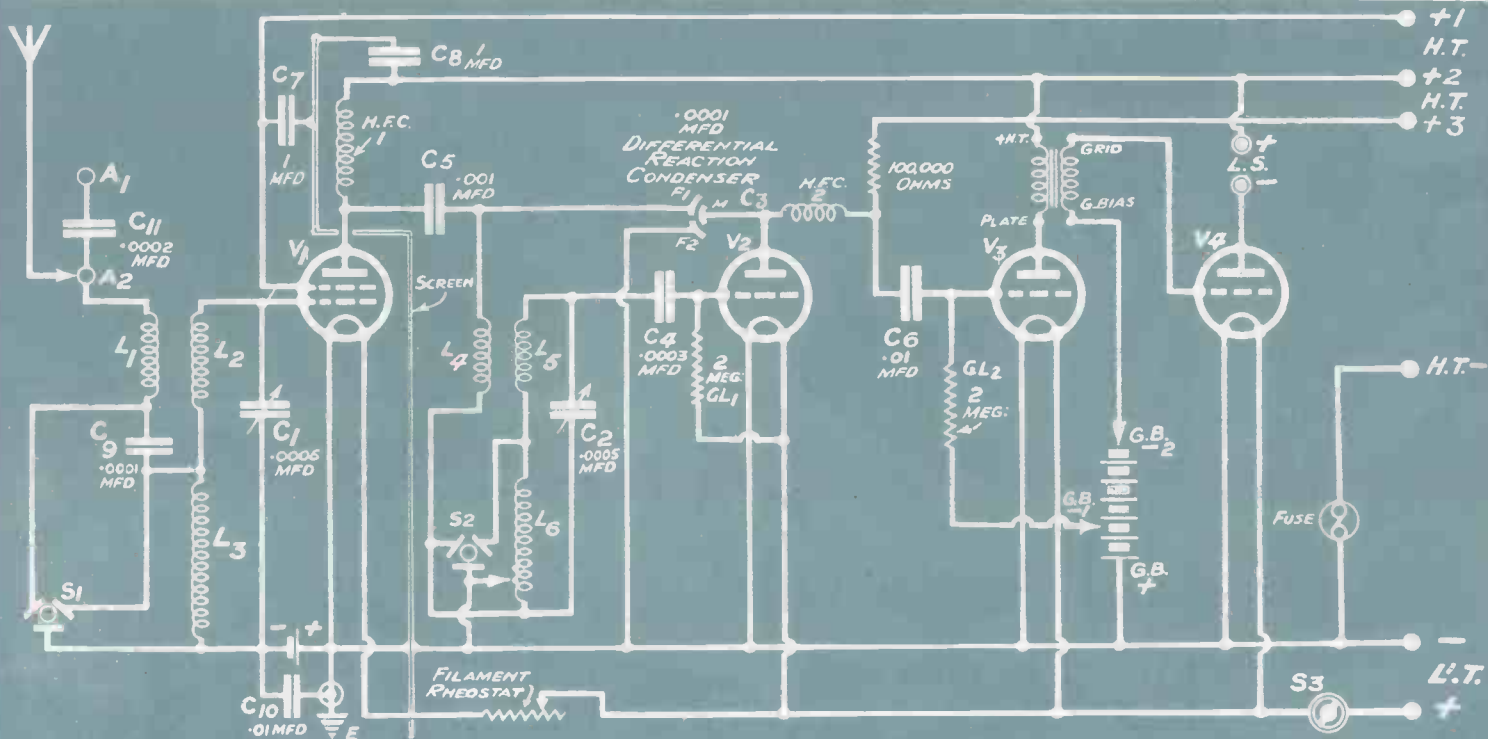 +1
H.T.
+2
H.T.
+3
C8 1
MFD
C7
1
MFD
H.F.C.
1
C5
.001
MFD
.0001
MFD
DIFFERENTIAL
REACTION
CONDENSER
F1
M
C3
F2
H.F.C.
2
100,000
OHMS
+H.T.
GRID
G.BIAS
PLATE
+
L.S.
-
A1
C11
.0002
MFD
A2
V1
SCREEN
V2
V3
V4
L1
L2
L4
L5
C4
.0003
MFD
2
MEG:
GL1
C6
.01
MFD
GL2
2
MEG:
H.T.-
C9
.0001
MFD
C1
.0006
MFD
C2
.0005
MFD
G.B.
-2
G.B.
-1
G.B.
+
FUSE
L3
S2
L6
S1
- +
-
L.T.
+
FILAMENT
RHEOSTAT
C10
.01 MFD
E
S3